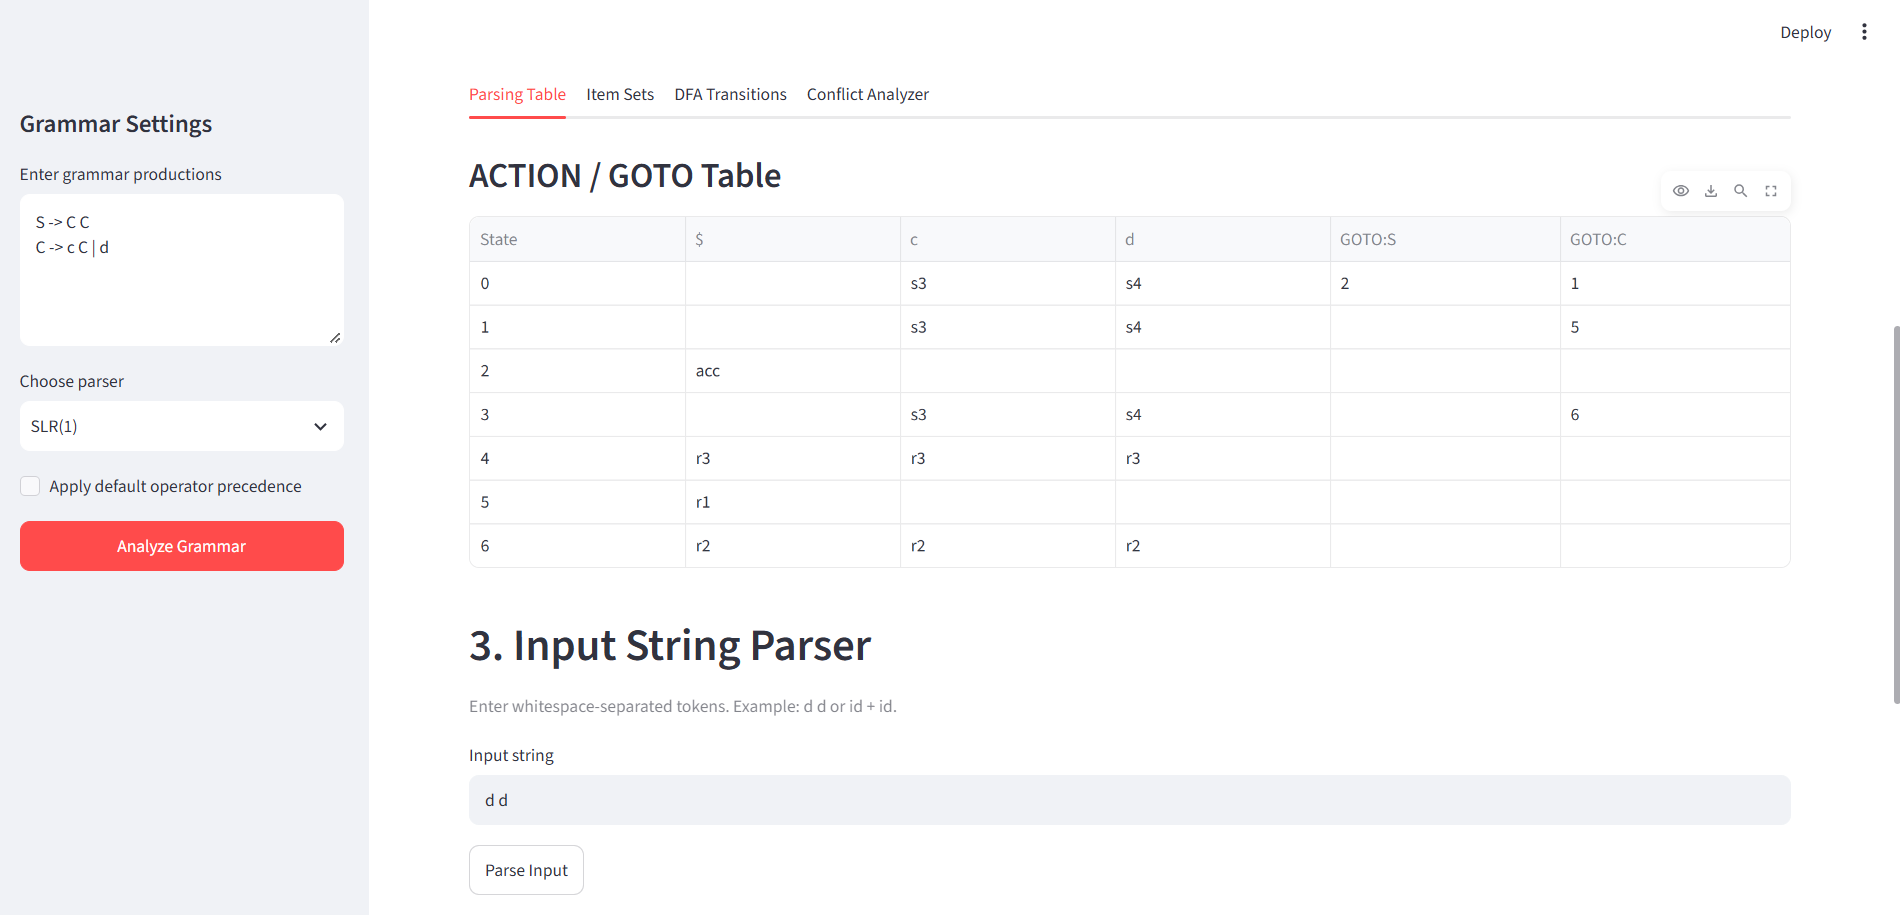 Deploy
Grammar Settings
Enter grammar productions
S -> C C
C -> c C | d
Choose parser
SLR(1)
Apply default operator precedence
Analyze Grammar
Parsing Table Item Sets DFA Transitions Conflict Analyzer
ACTION / GOTO Table
State $ c d GOTO:S GOTO:C
0 s3 s4 2 1
1 s3 s4 5
2 acc
3 s3 s4 6
4 r3 r3 r3
5 r1
6 r2 r2 r2
3. Input String Parser
Enter whitespace-separated tokens. Example: d d or id + id.
Input string
d d
Parse Input